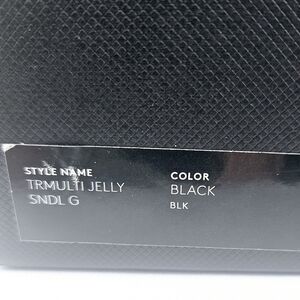 STYLE NAME
TRMULTI JELLY
SNDL G
COLOR
BLACK
BLK